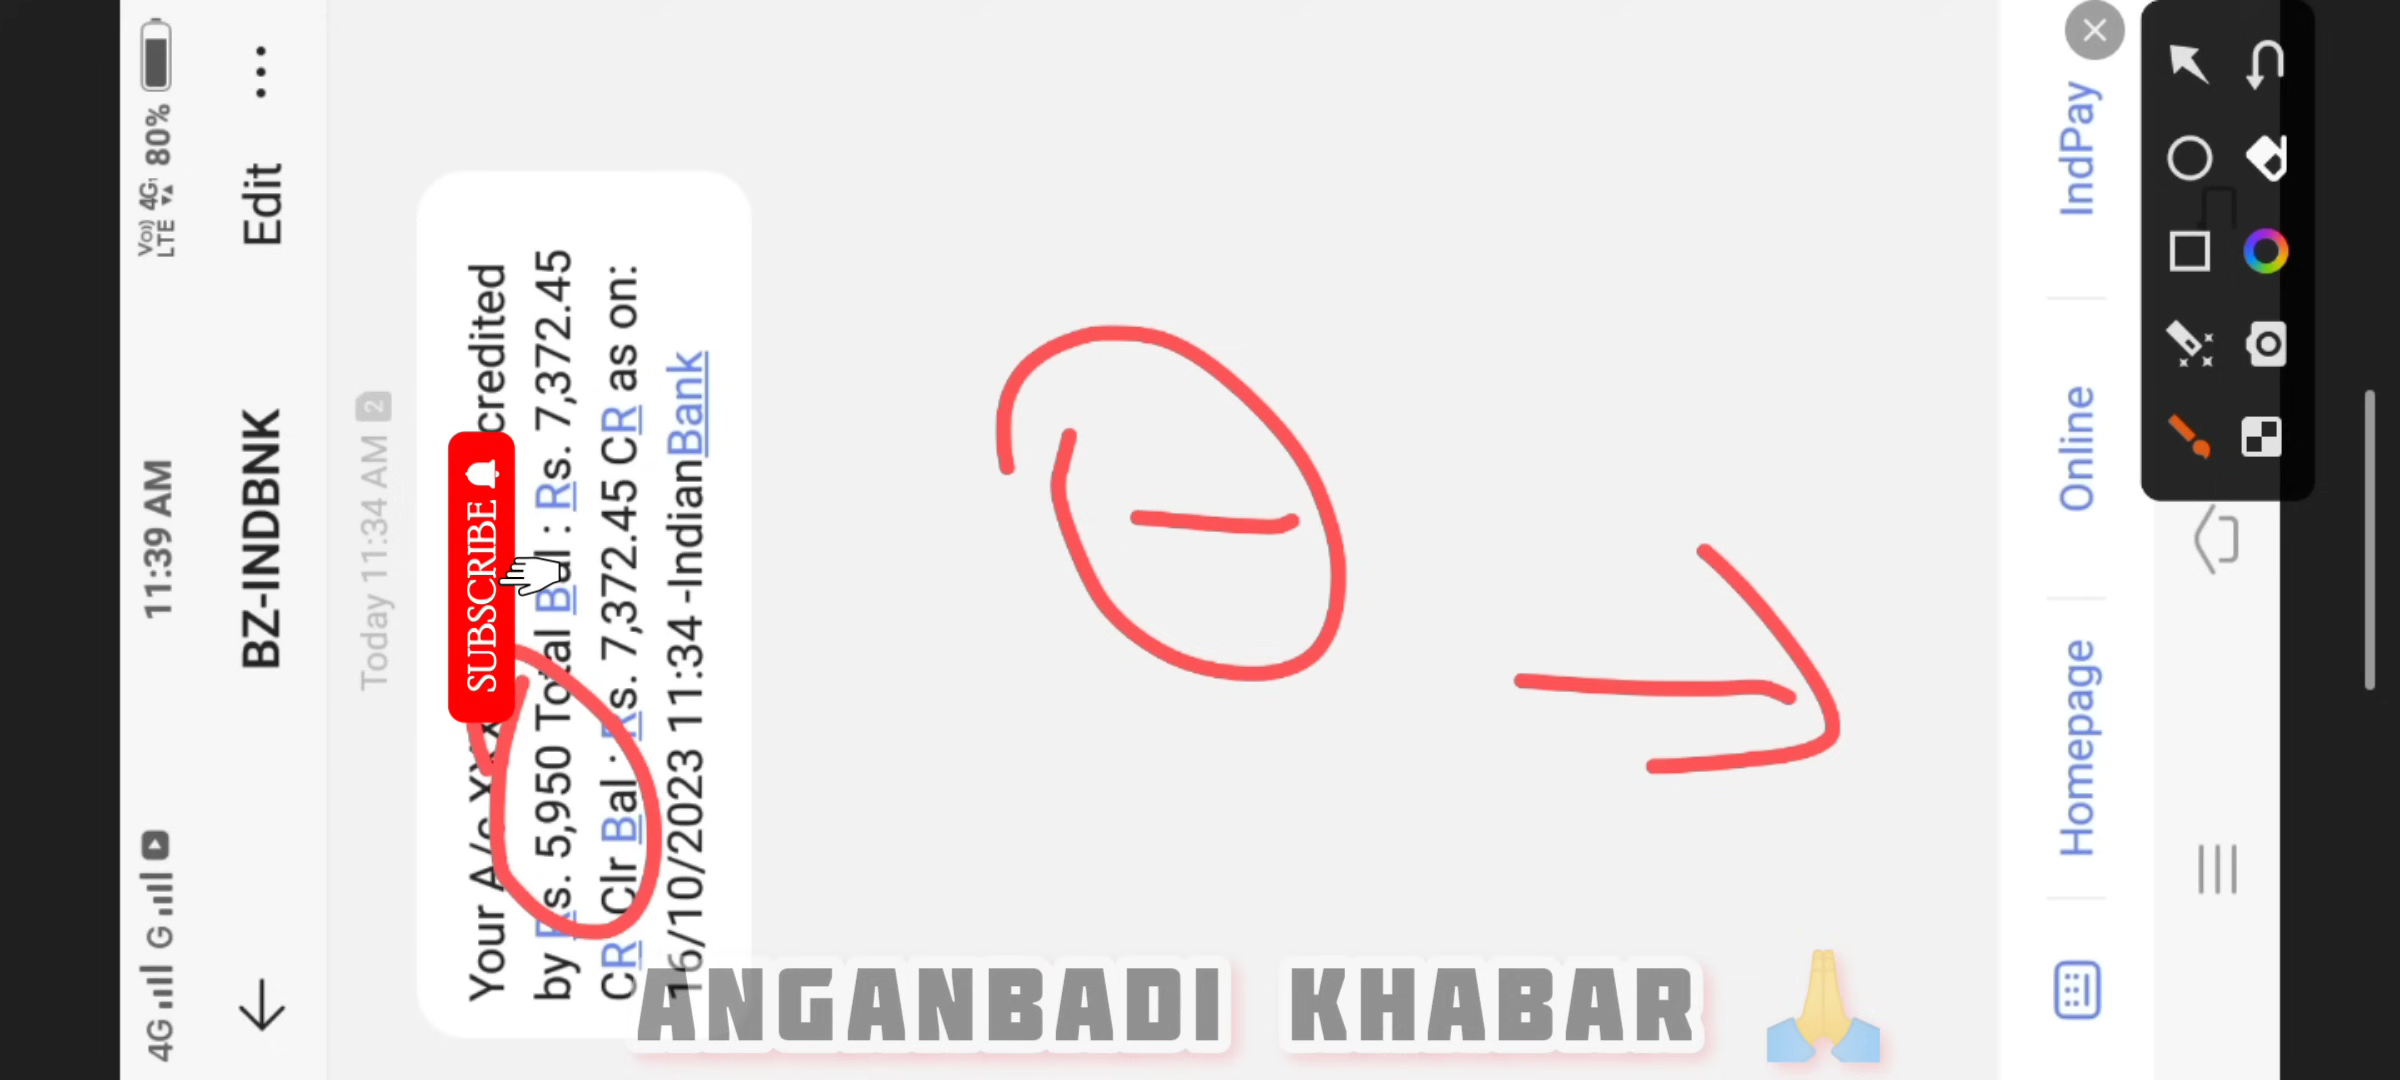 4G G 11:39 AM Vo)) 4G LTE 80%
BZ-INDBNK Edit
Today 11:34 AM 2
Your A/c credited
by Rs. 5,950 Total Bal : Rs. 7,372.45
CR Clr Bal : Rs. 7,372.45 CR as on:
16/10/2023 11:34 -IndianBank
SUBSCRIBE
Homepage Online IndPay
ANGANBADI KHABAR